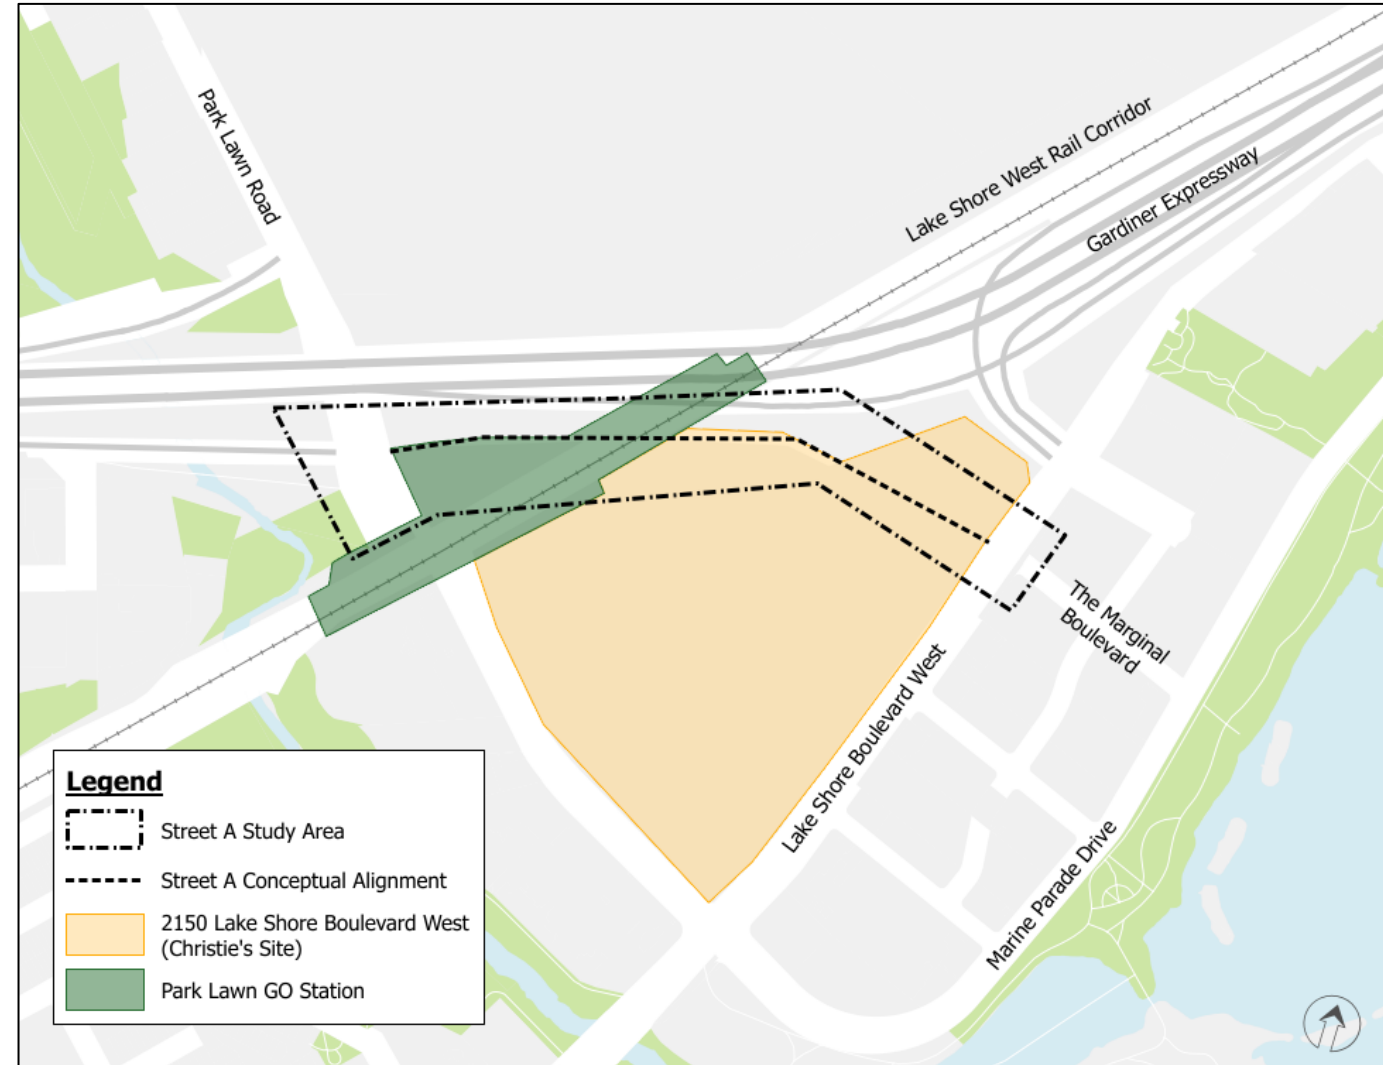 Park Lawn Road
Lake Shore West Rail Corridor
Gardiner Expressway
The Marginal
Boulevard
Lake Shore Boulevard West
Marine Parade Drive
Legend
Street A Study Area
Street A Conceptual Alignment
2150 Lake Shore Boulevard West
(Christie's Site)
Park Lawn GO Station